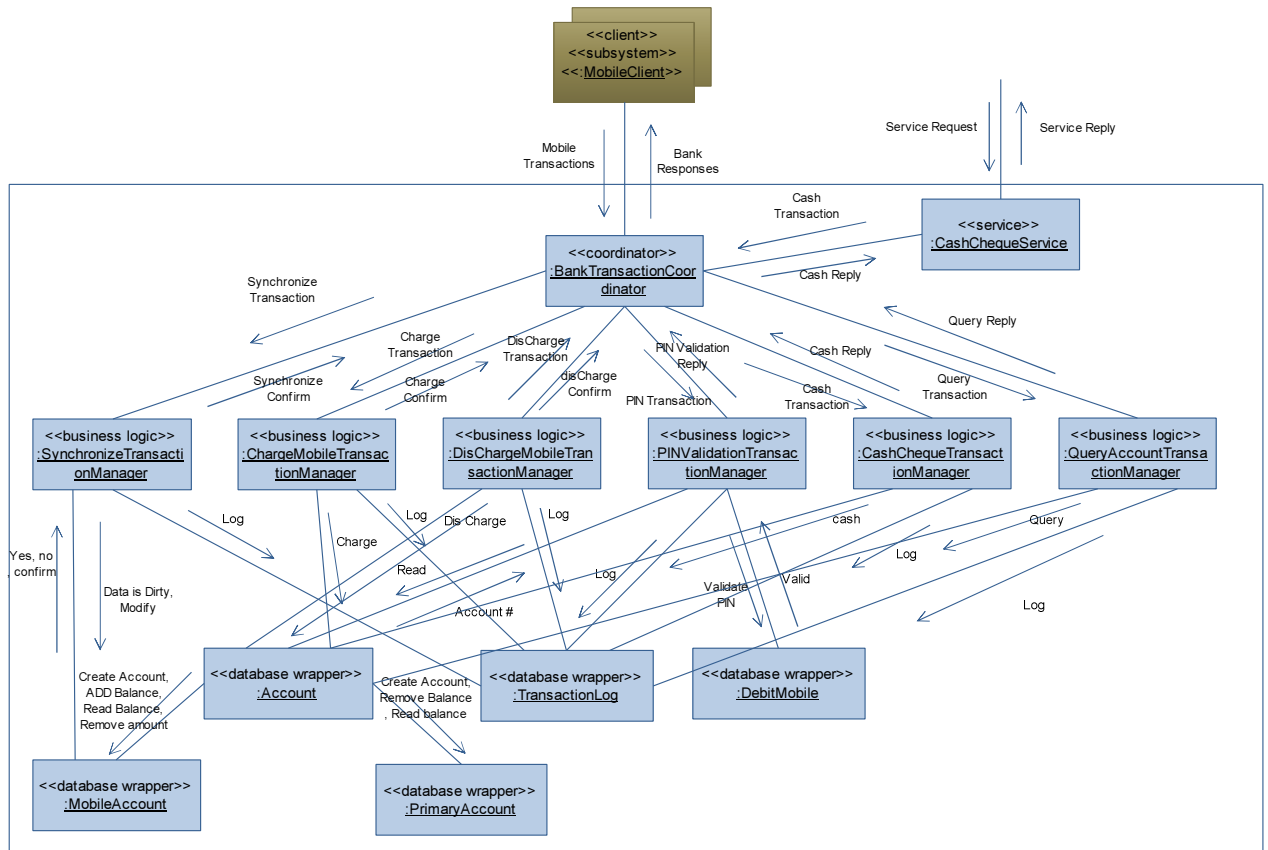 <<client>>
<<subsystem>>
<<:MobileClient>>
Service Request
Service Reply
Mobile
Transactions
Bank
Responses
Cash
Transaction
<<service>>
:CashChequeService
<<coordinator>>
:BankTransactionCoor
dinator
Cash Reply
Synchronize
Transaction
Query Reply
Charge
Transaction
DisCharge
Transaction
PIN Validation
Reply
Cash Reply
Synchronize
Confirm
Charge
Confirm
disCharge
Confirm
PIN Transaction
Cash
Transaction
Query
Transaction
<<business logic>>
:SynchronizeTransacti
onManager
<<business logic>>
:ChargeMobileTransac
tionManager
<<business logic>>
:DisChargeMobileTran
sactionManager
<<business logic>>
:PINValidationTransac
tionManager
<<business logic>>
:CashChequeTransact
ionManager
<<business logic>>
:QueryAccountTransa
ctionManager
Log
Log
Dis Charge
Log
cash
Query
Yes, no
, confirm
Charge
Read
Log
Validate
PIN
Valid
Log
Log
Data is Dirty,
Modify
Account #
Create Account,
ADD Balance,
Read Balance,
Remove amount
<<database wrapper>>
:Account
Create Account,
Remove Balance
, Read balance
<<database wrapper>>
:TransactionLog
<<database wrapper>>
:DebitMobile
<<database wrapper>>
:MobileAccount
<<database wrapper>>
:PrimaryAccount